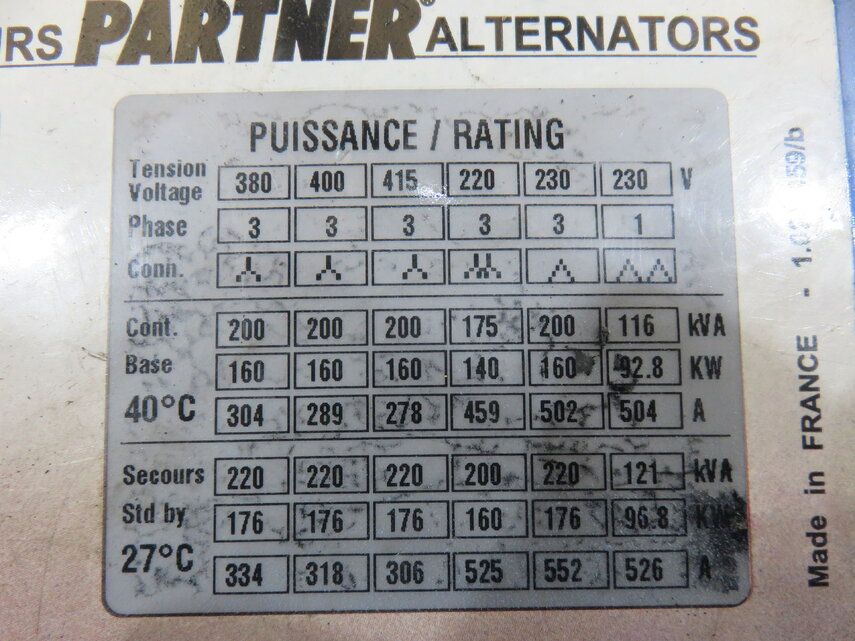 URS PARTNER® ALTERNATORS
PUISSANCE / RATING
Tension Voltage 380 400 415 220 230 230 V
Phase 3 3 3 3 3 1
Conn.
Cont. 200 200 200 175 200 116 kVA
Base 160 160 160 140 160 92.8 KW
40°C 304 289 278 459 502 504 A
Secours 220 220 220 200 220 121 kVA
Std by 176 176 176 160 176 96.8 KW
27°C 334 318 306 525 552 526 A
Made in FRANCE -